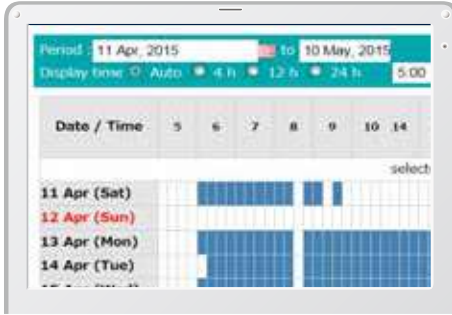 Period : 11 Apr, 2015 to 10 May, 2015
Display time Auto 4 h 12 h 24 h 5:00
Date / Time 5 6 7 8 9 10 14
select
11 Apr (Sat)
12 Apr (Sun)
13 Apr (Mon)
14 Apr (Tue)